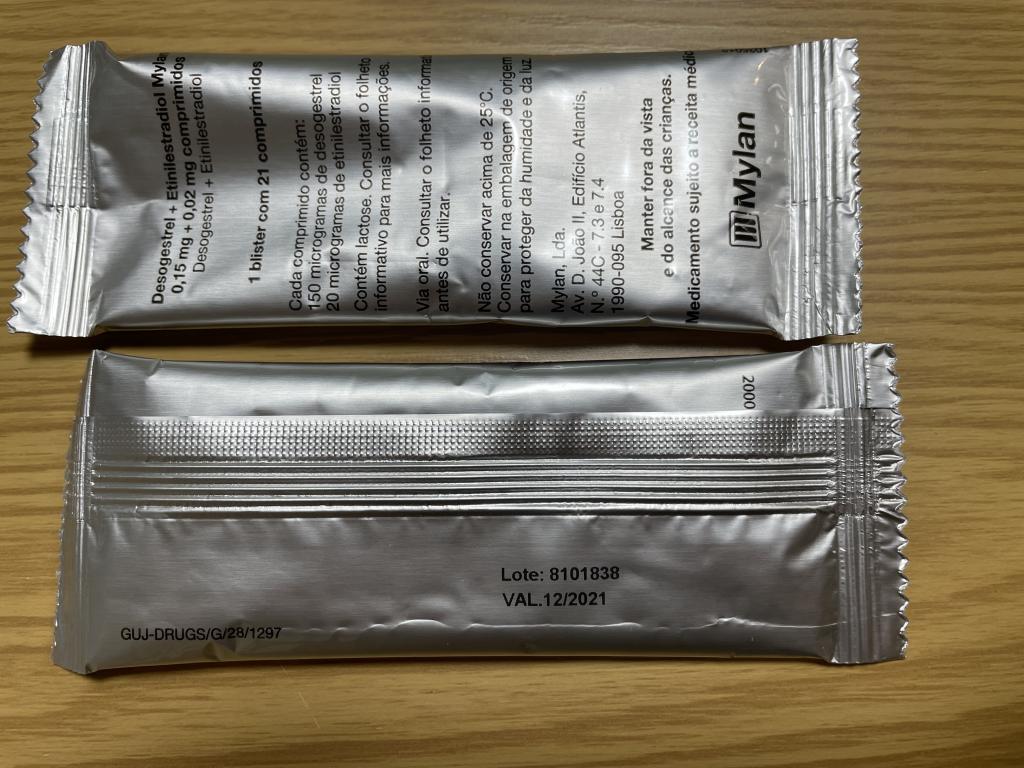 Desogestrel + Etinilestradiol Mylan
0,15 mg + 0,02 mg comprimidos
Desogestrel + Etinilestradiol
1 blister com 21 comprimidos
Cada comprimido contém:
150 microgramas de desogestrel
20 microgramas de etinilestradiol
Contém lactose. Consultar o folheto
informativo para mais informações.
Via oral. Consultar o folheto informa
antes de utilizar.
Não conservar acima de 25°C.
Conservar na embalagem de origem
para proteger da humidade e da luz
Mylan, Lda.
Av. D. João II, Edifício Atlantis,
N.º 44C - 7.3 e 7.4
1990-095 Lisboa
Manter fora da vista
e do alcance das crianças.
Medicamento sujeito a receita médi
Mylan
2000
Lote: 8101838
VAL.12/2021
GUJ-DRUGS/G/28/1297